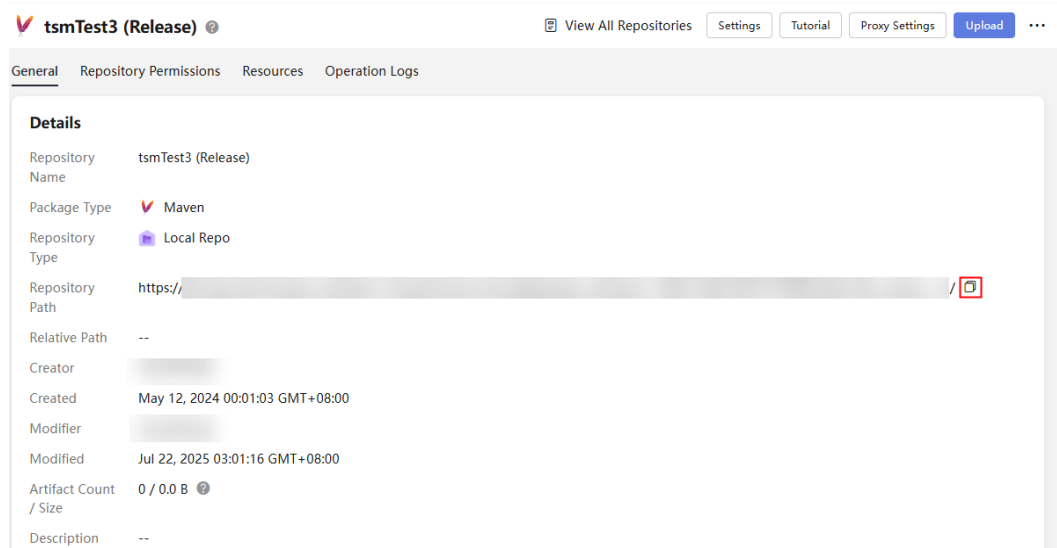 tsmTest3 (Release)
View All Repositories
Settings
Tutorial
Proxy Settings
Upload
General
Repository Permissions
Resources
Operation Logs
Details
Repository Name
tsmTest3 (Release)
Package Type
Maven
Repository Type
Local Repo
Repository Path
https:/
/
Relative Path
--
Creator
Created
May 12, 2024 00:01:03 GMT+08:00
Modifier
Modified
Jul 22, 2025 03:01:16 GMT+08:00
Artifact Count / Size
0 / 0.0 B
Description
--